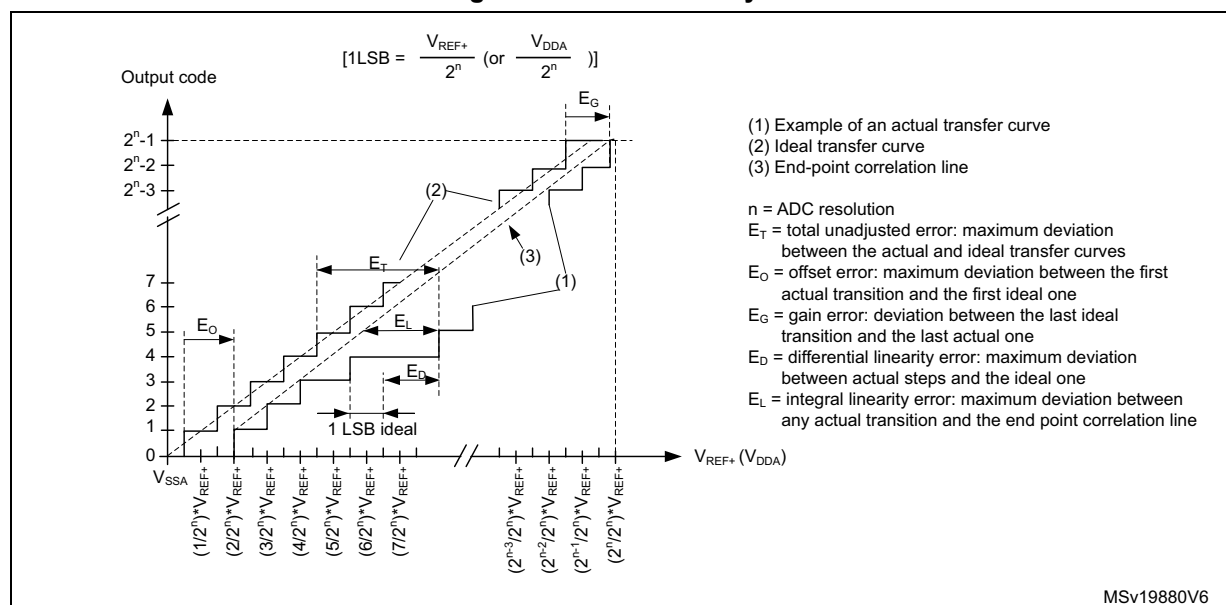 [1LSB = V_REF+ / 2^n (or V_DDA / 2^n )]
Output code
E_G
2^n-1
2^n-2
2^n-3
7
6
5
4
3
2
1
0
(2)
(3)
(1)
E_T
E_O
E_L
E_D
1 LSB ideal
V_SSA
V_REF+ (V_DDA)
(1/2^n)*V_REF+
(2/2^n)*V_REF+
(3/2^n)*V_REF+
(4/2^n)*V_REF+
(5/2^n)*V_REF+
(6/2^n)*V_REF+
(7/2^n)*V_REF+
(2^n-3/2^n)*V_REF+
(2^n-2/2^n)*V_REF+
(2^n-1/2^n)*V_REF+
(2^n/2^n)*V_REF+
(1) Example of an actual transfer curve
(2) Ideal transfer curve
(3) End-point correlation line
n = ADC resolution
E_T = total unadjusted error: maximum deviation
between the actual and ideal transfer curves
E_O = offset error: maximum deviation between the first
actual transition and the first ideal one
E_G = gain error: deviation between the last ideal
transition and the last actual one
E_D = differential linearity error: maximum deviation
between actual steps and the ideal one
E_L = integral linearity error: maximum deviation between
any actual transition and the end point correlation line
MSv19880V6